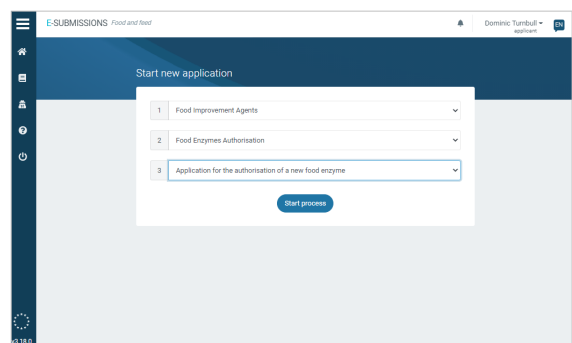 E-SUBMISSIONS Food and feed
Dominic Turnbull
applicant
EN
Start new application
1 Food Improvement Agents
2 Food Enzymes Authorisation
3 Application for the authorisation of a new food enzyme
Start process
v3.18.0